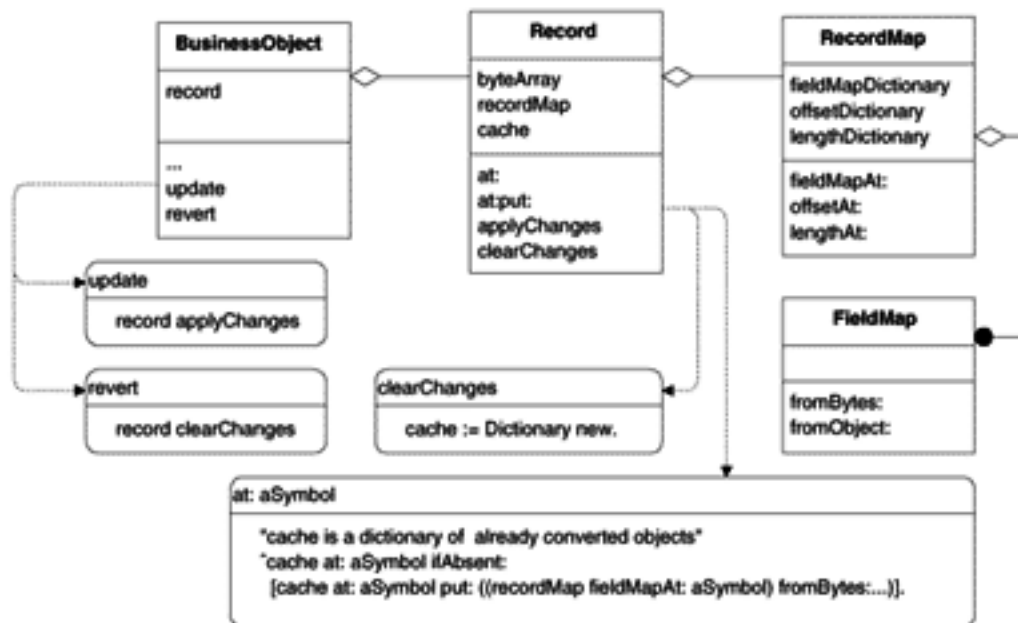 BusinessObject
record
...
update
revert
Record
byteArray
recordMap
cache
at:
at:put:
applyChanges
clearChanges
RecordMap
fieldMapDictionary
offsetDictionary
lengthDictionary
fieldMapAt:
offsetAt:
lengthAt:
update
record applyChanges
revert
record clearChanges
clearChanges
cache := Dictionary new.
FieldMap
fromBytes:
fromObject:
at: aSymbol
"cache is a dictionary of already converted objects"
^cache at: aSymbol ifAbsent:
[cache at: aSymbol put: ((recordMap fieldMapAt: aSymbol) fromBytes:...)].